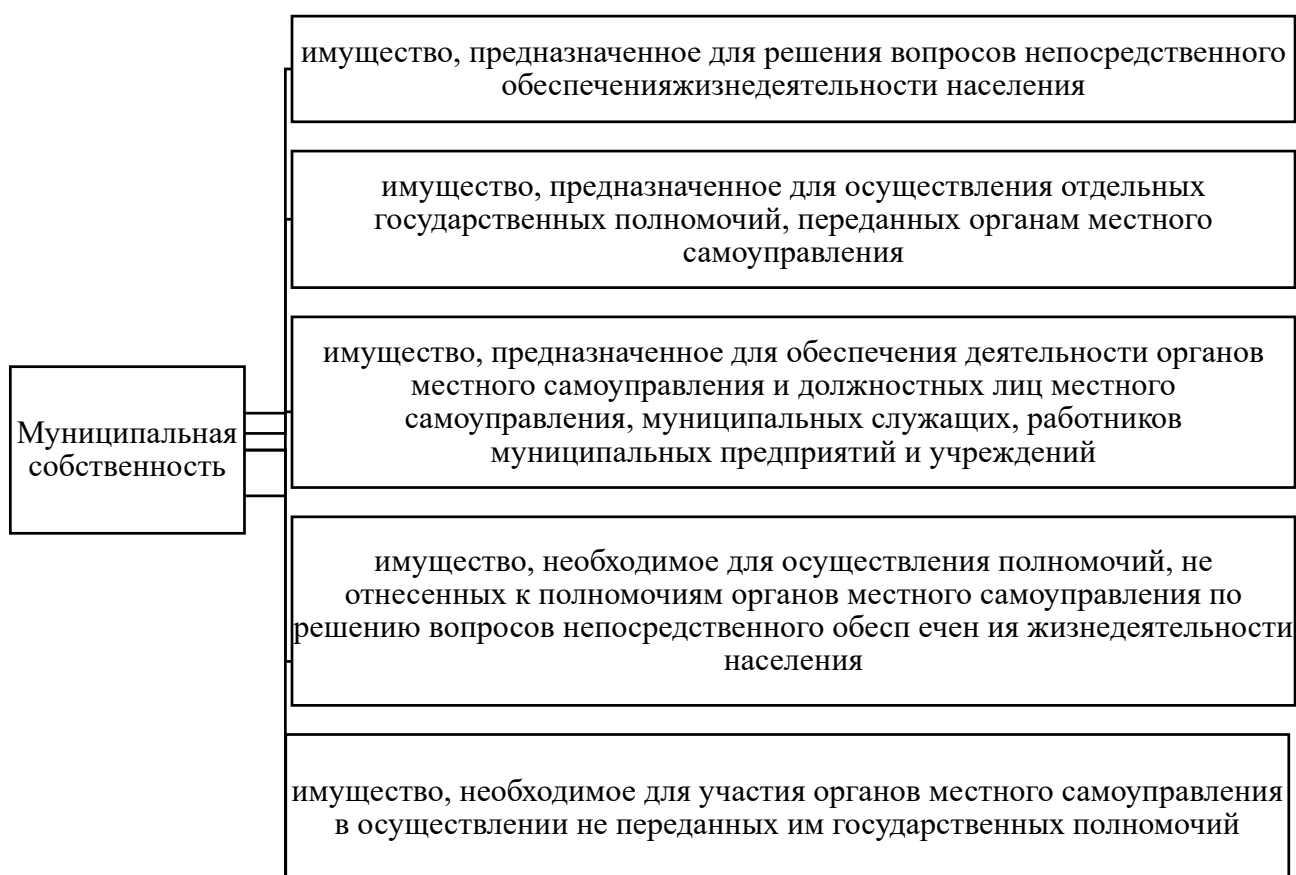 имущество, предназначенное для решения вопросов непосредственного
обеспеченияжизнедеятельности населения
имущество, предназначенное для осуществления отдельных
государственных полномочий, переданных органам местного
самоуправления
имущество, предназначенное для обеспечения деятельности органов
местного самоуправления и должностных лиц местного
самоуправления, муниципальных служащих, работников
муниципальных предприятий и учреждений
Муниципальная
собственность
имущество, необходимое для осуществления полномочий, не
отнесенных к полномочиям органов местного самоуправления по
решению вопросов непосредственного обесп ечен ия жизнедеятельности
населения
имущество, необходимое для участия органов местного самоуправления
в осуществлении не переданных им государственных полномочий